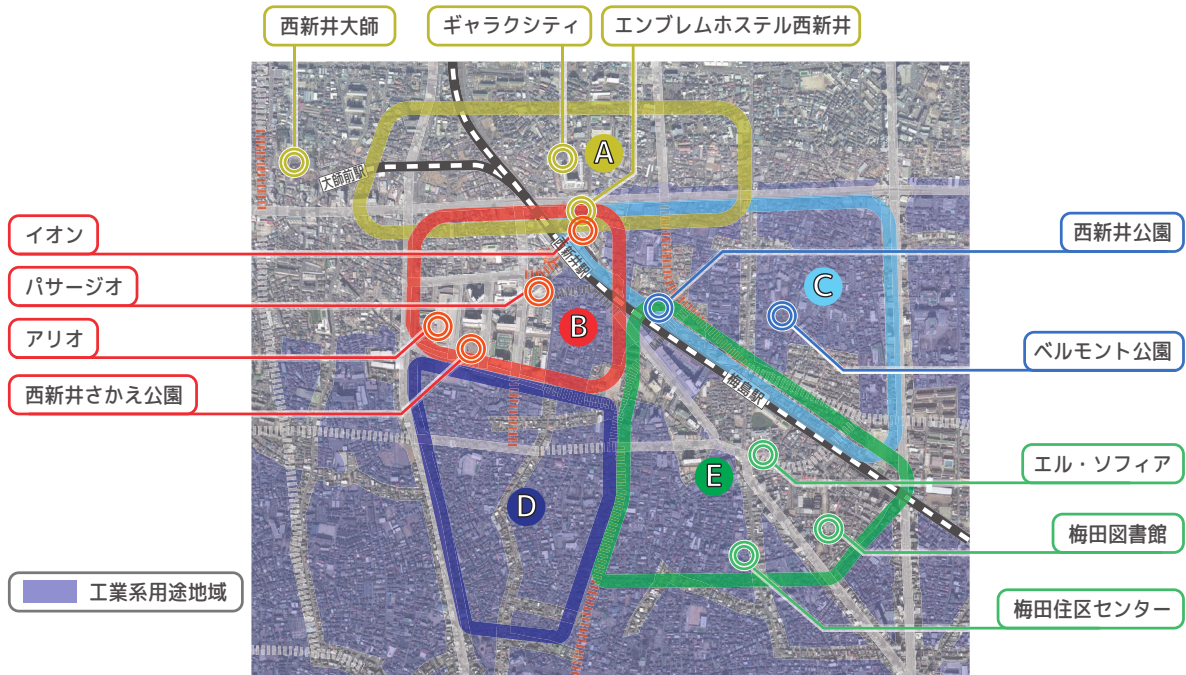 西新井大師
ギャラクシティ
エンブレムホステル西新井
A
大師前駅
イオン
西新井駅
西新井公園
パサージオ
C
B
アリオ
ベルモント公園
西新井さかえ公園
梅島駅
エル・ソフィア
E
D
梅田図書館
工業系用途地域
梅田住区センター